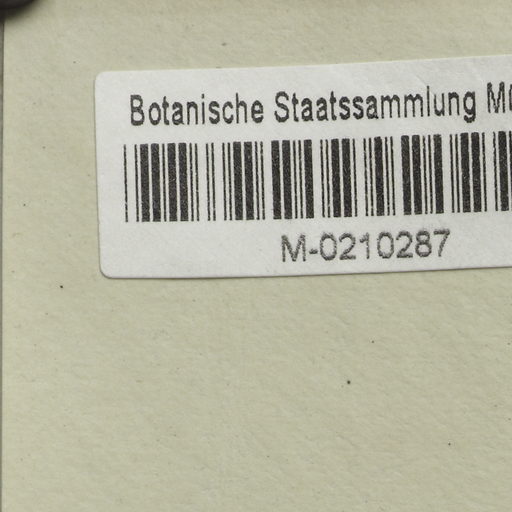 Botanische Staatssammlung
M-0210287